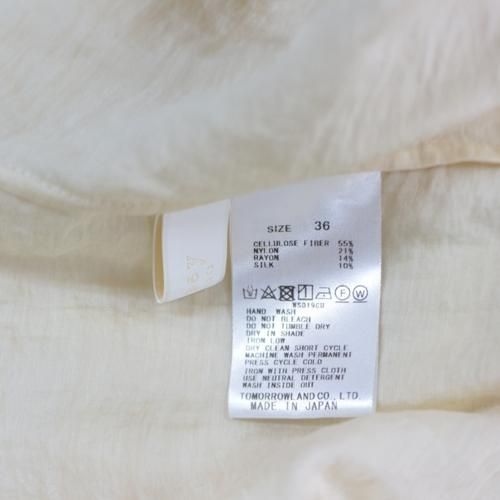 SIZE 36
CELLULOSE FIBER 55%
NYLON 21%
RAYON 14%
SILK 10%
HAND WASH
DO NOT BLEACH
DO NOT TUMBLE DRY
DRY IN SHADE
IRON LOW
DRY CLEAN SHORT CYCLE
MACHINE WASH PERMANENT
PRESS CYCLE COLD
IRON WITH PRESS CLOTH
USE NEUTRAL DETERGENT
WASH INSIDE OUT
TOMORROWLAND CO., LTD.
MADE IN JAPAN